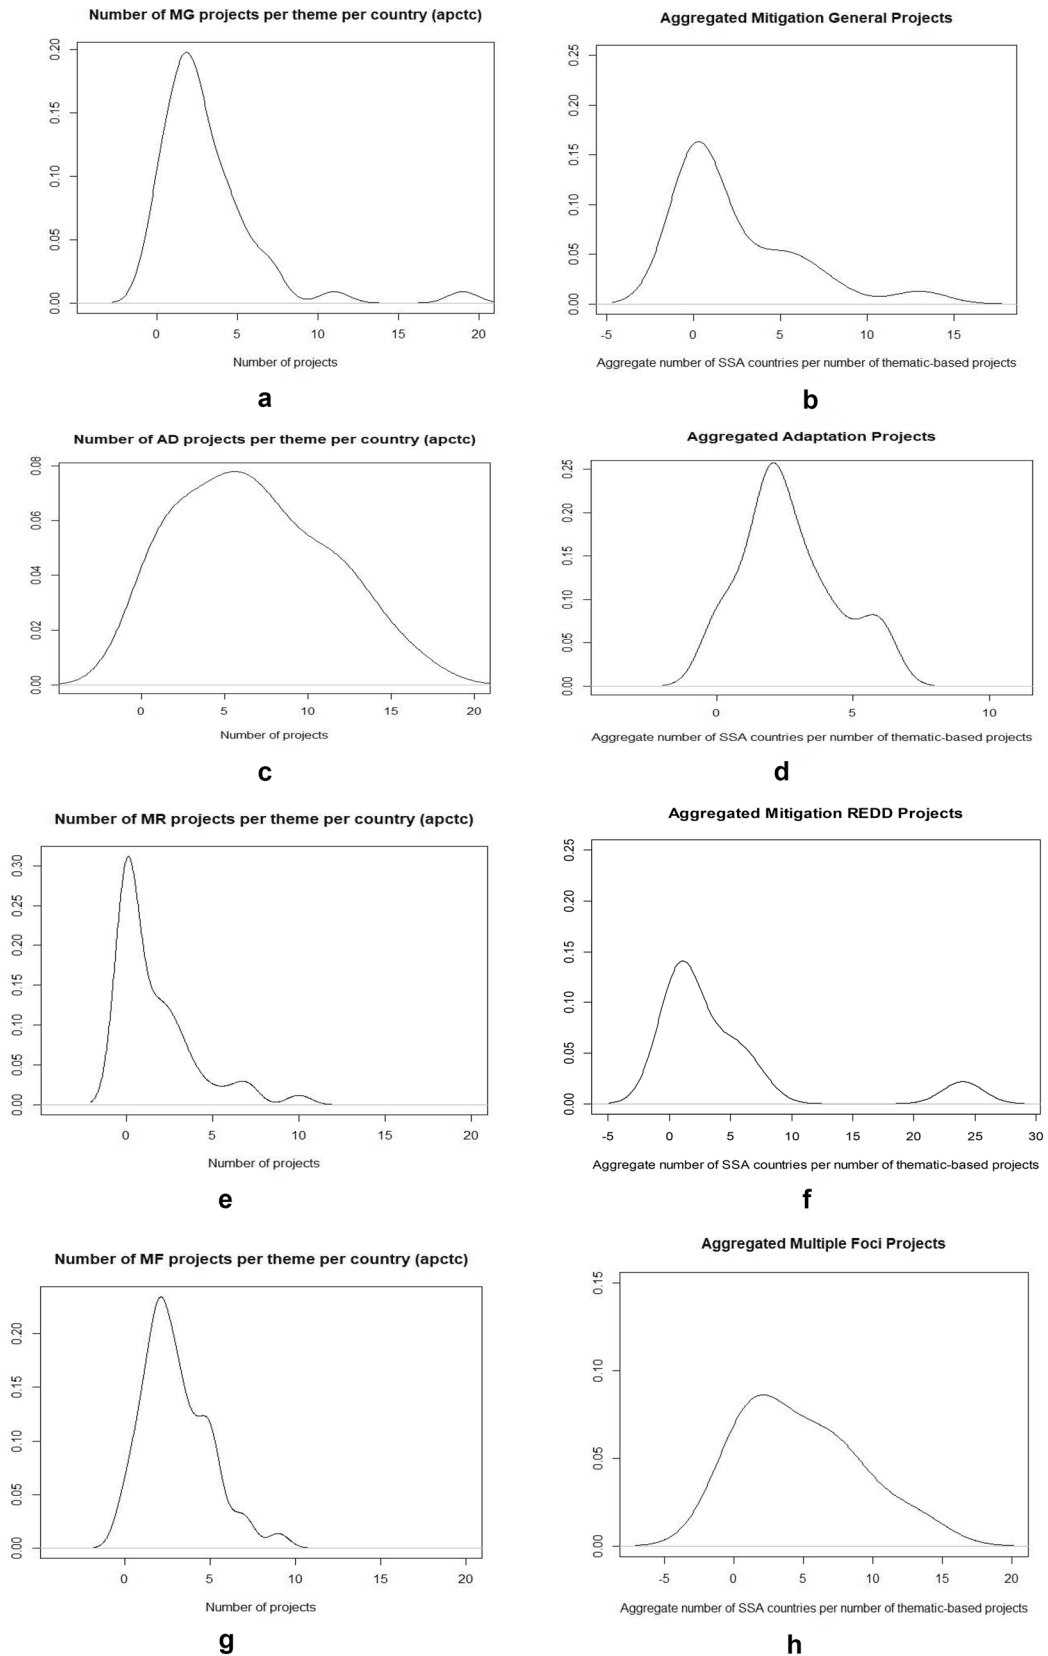 Number of MG projects per theme per country (apctc)
0.00 0.05 0.10 0.15 0.20
0 5 10 15 20
Number of projects
a
Aggregated Mitigation General Projects
0.00 0.05 0.10 0.15 0.20 0.25
-5 0 5 10 15
Aggregate number of SSA countries per number of thematic-based projects
b
Number of AD projects per theme per country (apctc)
0.00 0.02 0.04 0.06 0.08
0 5 10 15 20
Number of projects
c
Aggregated Adaptation Projects
0.00 0.05 0.10 0.15 0.20 0.25
0 5 10
Aggregate number of SSA countries per number of thematic-based projects
d
Number of MR projects per theme per country (apctc)
0.00 0.05 0.10 0.15 0.20 0.25 0.30
0 5 10 15 20
Number of projects
e
Aggregated Mitigation REDD Projects
0.00 0.05 0.10 0.15 0.20 0.25
-5 0 5 10 15 20 25 30
Aggregate number of SSA countries per number of thematic-based projects
f
Number of MF projects per theme per country (apctc)
0.00 0.05 0.10 0.15 0.20
0 5 10 15 20
Number of projects
g
Aggregated Multiple Foci Projects
0.00 0.05 0.10 0.15
-5 0 5 10 15 20
Aggregate number of SSA countries per number of thematic-based projects
h